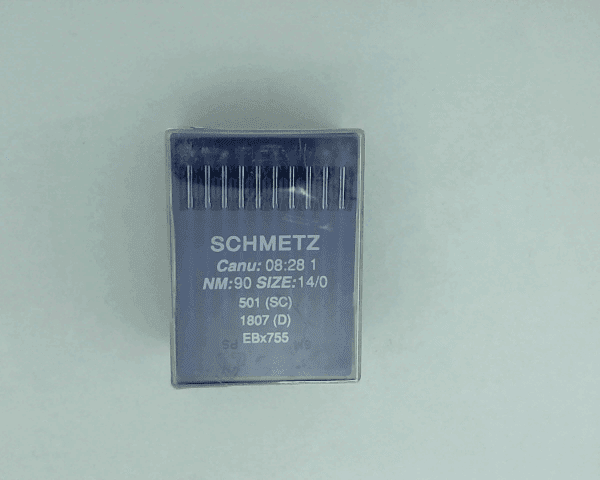 SCHMETZ
Canu: 08:28 1
NM:90 SIZE:14/0
501 (SC)
1807 (D)
EBx755